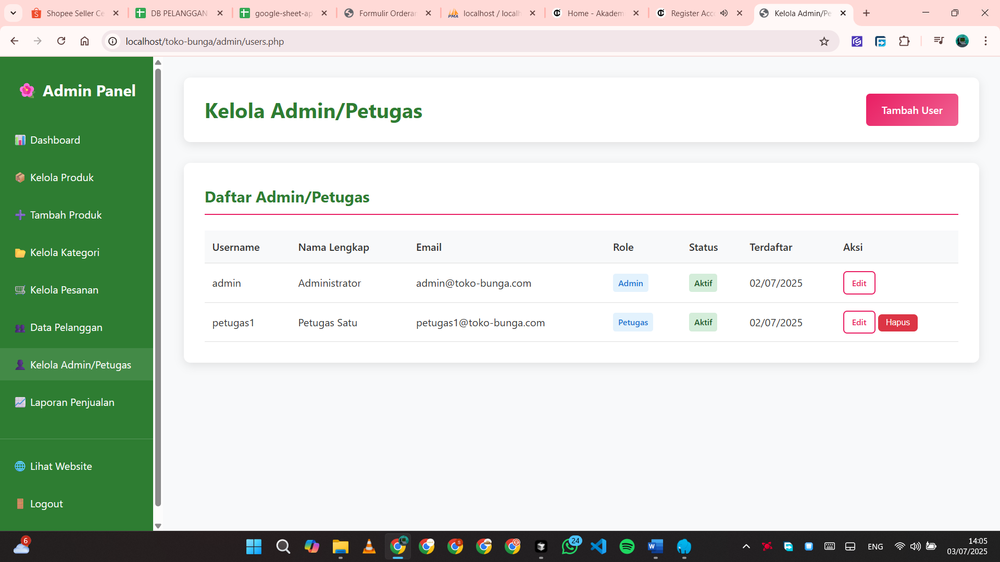 Shopee Seller Ce
DB PELANGGAN
google-sheet-ap
Formulir Orderan
localhost / localh
Home - Akadem
Register Acc
Kelola Admin/Pe
localhost/toko-bunga/admin/users.php
Admin Panel
Dashboard
Kelola Produk
Tambah Produk
Kelola Kategori
Kelola Pesanan
Data Pelanggan
Kelola Admin/Petugas
Laporan Penjualan
Lihat Website
Logout
Kelola Admin/Petugas
Tambah User
Daftar Admin/Petugas
Username Nama Lengkap Email Role Status Terdaftar Aksi
admin Administrator admin@toko-bunga.com Admin Aktif 02/07/2025 Edit
petugas1 Petugas Satu petugas1@toko-bunga.com Petugas Aktif 02/07/2025 Edit Hapus
6
24
ENG
14:05
03/07/2025